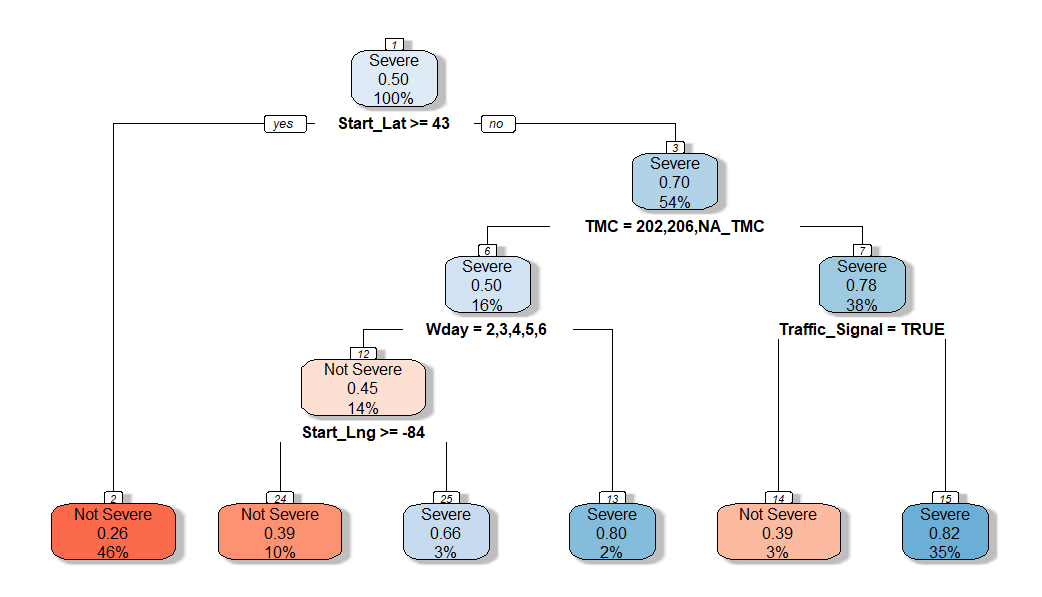 1
Severe
0.50
100%
yes
Start_Lat >= 43
no
3
Severe
0.70
54%
TMC = 202,206,NA_TMC
6
Severe
0.50
16%
7
Severe
0.78
38%
Wday = 2,3,4,5,6
Traffic_Signal = TRUE
12
Not Severe
0.45
14%
Start_Lng >= -84
2
Not Severe
0.26
46%
24
Not Severe
0.39
10%
25
Severe
0.66
3%
13
Severe
0.80
2%
14
Not Severe
0.39
3%
15
Severe
0.82
35%